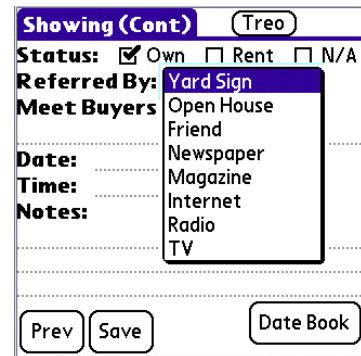 Showing (Cont) Treo
Status: Own Rent N/A
Referred By: Yard Sign
Meet Buyers Open House
Friend
Newspaper
Date:
Magazine
Time:
Internet
Notes:
Radio
TV
Prev Save Date Book